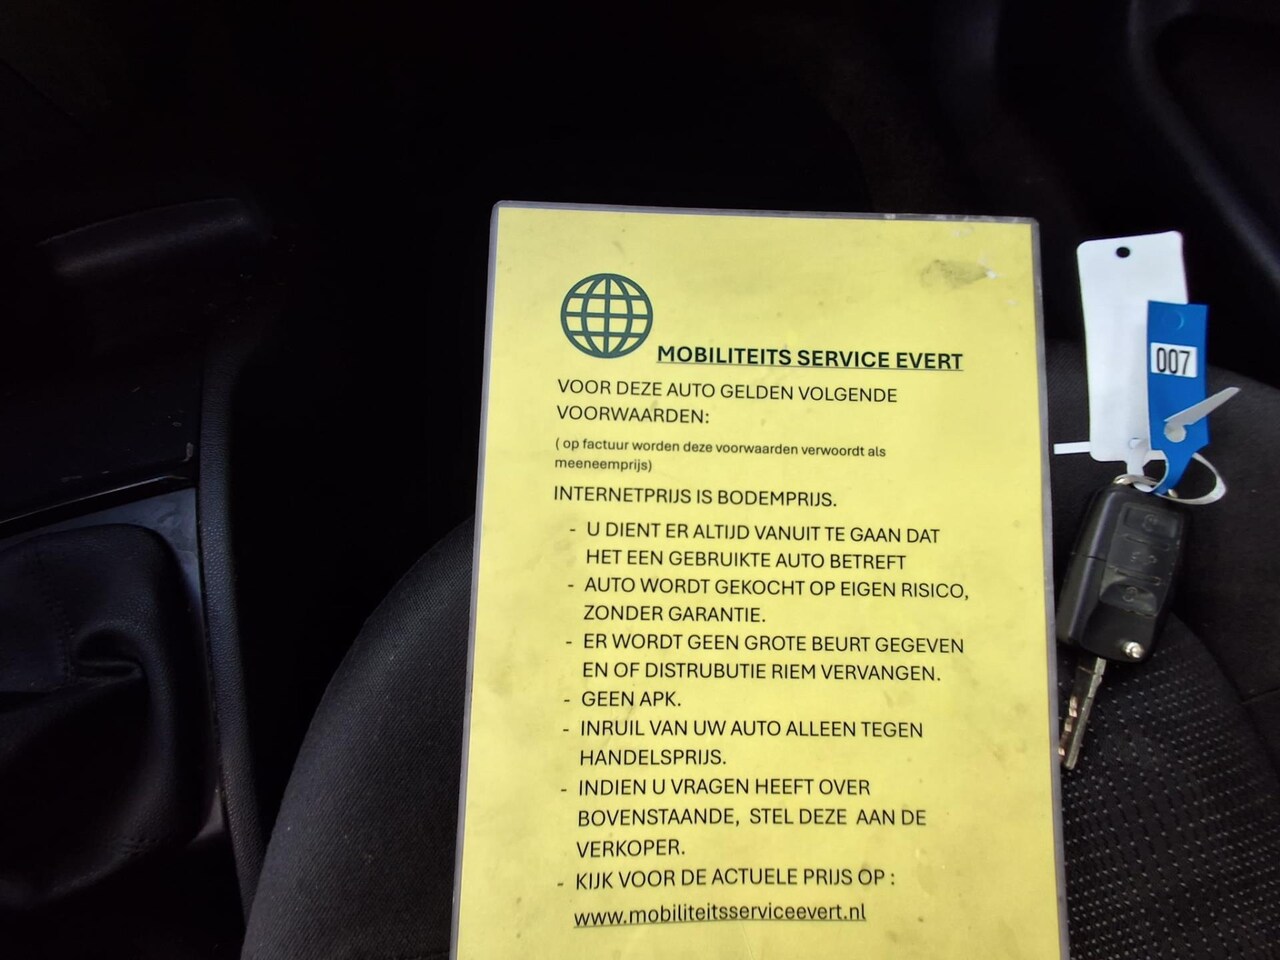 MOBILITEITS SERVICE EVERT
VOOR DEZE AUTO GELDEN VOLGENDE
VOORWAARDEN:
( op factuur worden deze voorwaarden verwoordt als
meeneemprijs)
INTERNETPRIJS IS BODEMPRIJS.
- U DIENT ER ALTIJD VANUIT TE GAAN DAT
HET EEN GEBRUIKTE AUTO BETREFT
- AUTO WORDT GEKOCHT OP EIGEN RISICO,
ZONDER GARANTIE.
- ER WORDT GEEN GROTE BEURT GEGEVEN
EN OF DISTRUBUTIE RIEM VERVANGEN.
- GEEN APK.
- INRUIL VAN UW AUTO ALLEEN TEGEN
HANDELSPRIJS.
- INDIEN U VRAGEN HEEFT OVER
BOVENSTAANDE, STEL DEZE AAN DE
VERKOPER.
- KIJK VOOR DE ACTUELE PRIJS OP :
www.mobiliteitsserviceevert.nl
007